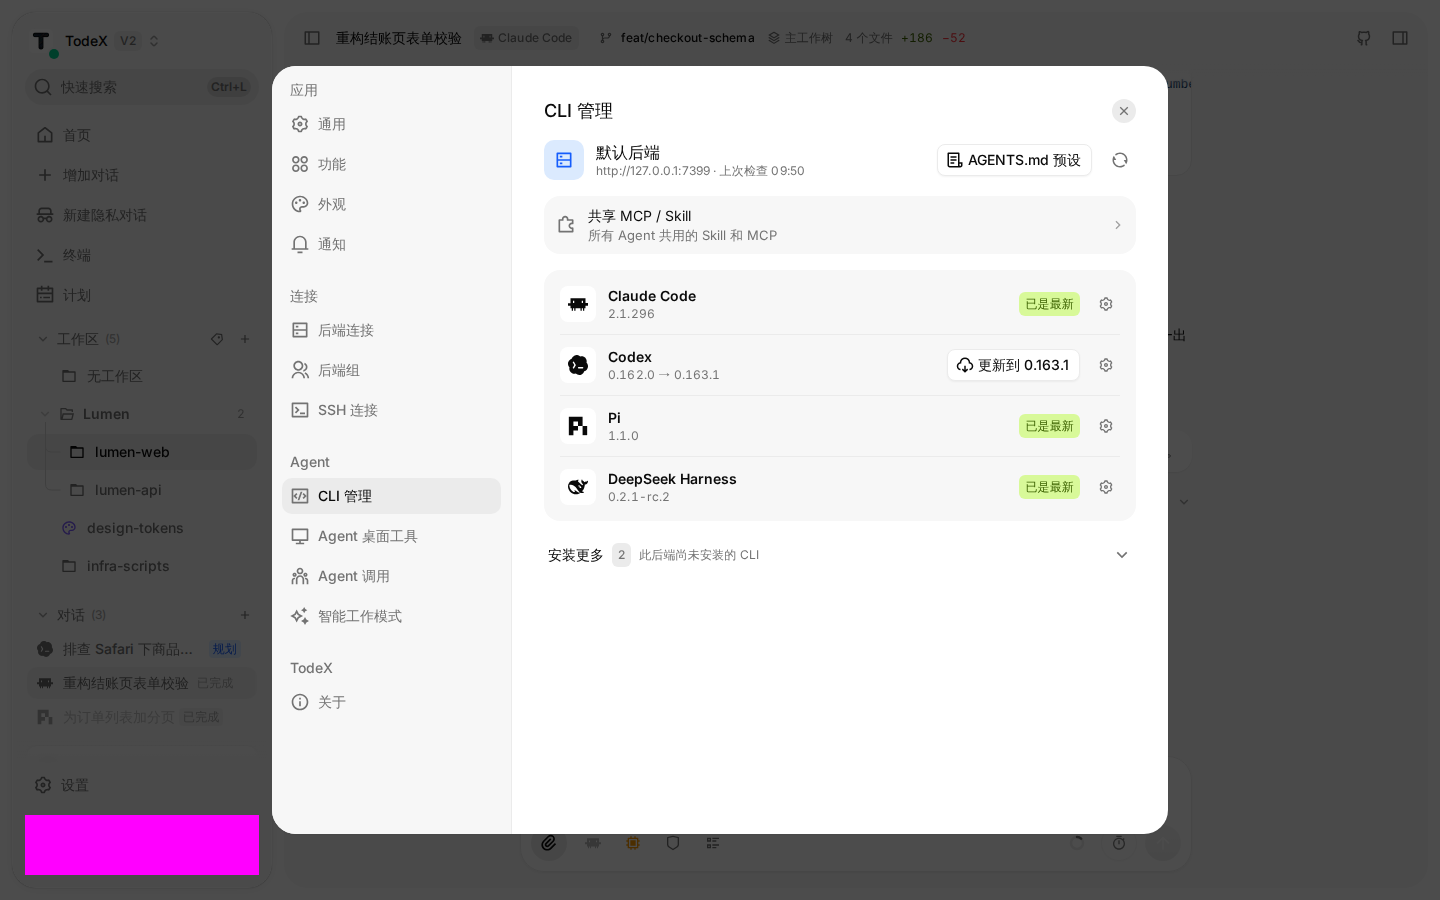 TodeX V2
快速搜索 Ctrl+L
首页
增加对话
新建隐私对话
终端
计划
工作区 (5)
无工作区
Lumen 2
lumen-web
lumen-api
design-tokens
infra-scripts
对话 (3)
排查 Safari 下商品... 规划
重构结账页表单校验 已完成
为订单列表加分页 已完成
设置
重构结账页表单校验 Claude Code feat/checkout-schema 主工作树 4 个文件 +186 −52
应用
通用
功能
外观
通知
连接
后端连接
后端组
SSH 连接
Agent
CLI 管理
Agent 桌面工具
Agent 调用
智能工作模式
TodeX
关于
CLI 管理
默认后端
http://127.0.0.1:7399 · 上次检查 09:50
AGENTS.md 预设
共享 MCP / Skill
所有 Agent 共用的 Skill 和 MCP
Claude Code
2.1.296
已是最新
Codex
0.162.0 → 0.163.1
更新到 0.163.1
Pi
1.1.0
已是最新
DeepSeek Harness
0.2.1-rc.2
已是最新
安装更多 2 此后端尚未安装的 CLI